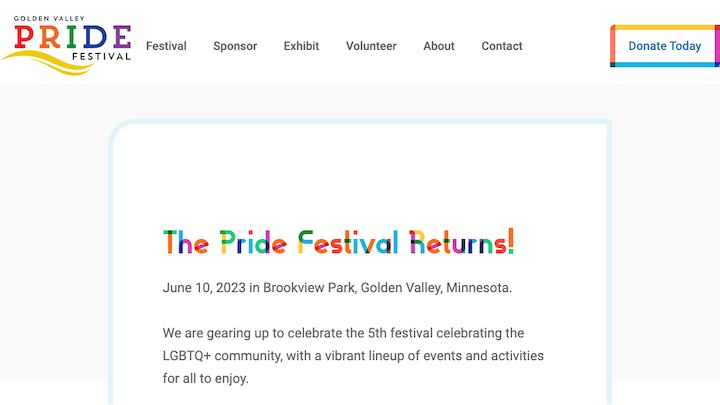 GOLDEN VALLEY
PRIDE
FESTIVAL
Festival
Sponsor
Exhibit
Volunteer
About
Contact
Donate Today
The Pride Festival Returns!
June 10, 2023 in Brookview Park, Golden Valley, Minnesota.
We are gearing up to celebrate the 5th festival celebrating the
LGBTQ+ community, with a vibrant lineup of events and activities
for all to enjoy.